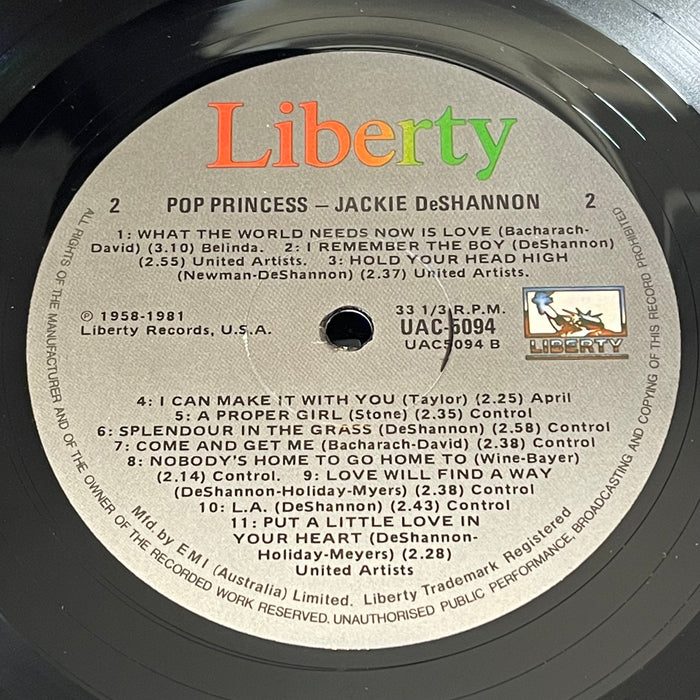 Liberty
2 POP PRINCESS – JACKIE DeSHANNON 2
1: WHAT THE WORLD NEEDS NOW IS LOVE (Bacharach-
David) (3.10) Belinda. 2: I REMEMBER THE BOY (DeShannon)
(2.55) United Artists. 3: HOLD YOUR HEAD HIGH
(Newman-DeShannon) (2.37) United Artists.
℗ 1958-1981
Liberty Records, U.S.A.
33 1/3 R.P.M.
UAC-5094
UAC5094 B
LIBERTY
4: I CAN MAKE IT WITH YOU (Taylor) (2.25) April
5: A PROPER GIRL (Stone) (2.35) Control
6: SPLENDOUR IN THE GRASS (DeShannon) (2.58) Control
7: COME AND GET ME (Bacharach-David) (2.38) Control
8: NOBODY'S HOME TO GO HOME TO (Wine-Bayer)
(2.14) Control. 9: LOVE WILL FIND A WAY
(DeShannon-Holiday-Myers) (2.38) Control
10: L.A. (DeShannon) (2.43) Control
11: PUT A LITTLE LOVE IN
YOUR HEART (DeShannon-
Holiday-Meyers) (2.28)
United Artists
Mfd. by EMI (Australia) Limited. Liberty Trademark Registered
ALL RIGHTS OF THE MANUFACTURER AND OF THE OWNER OF THE RECORDED WORK RESERVED. UNAUTHORISED PUBLIC PERFORMANCE, BROADCASTING AND COPYING OF THIS RECORD PROHIBITED